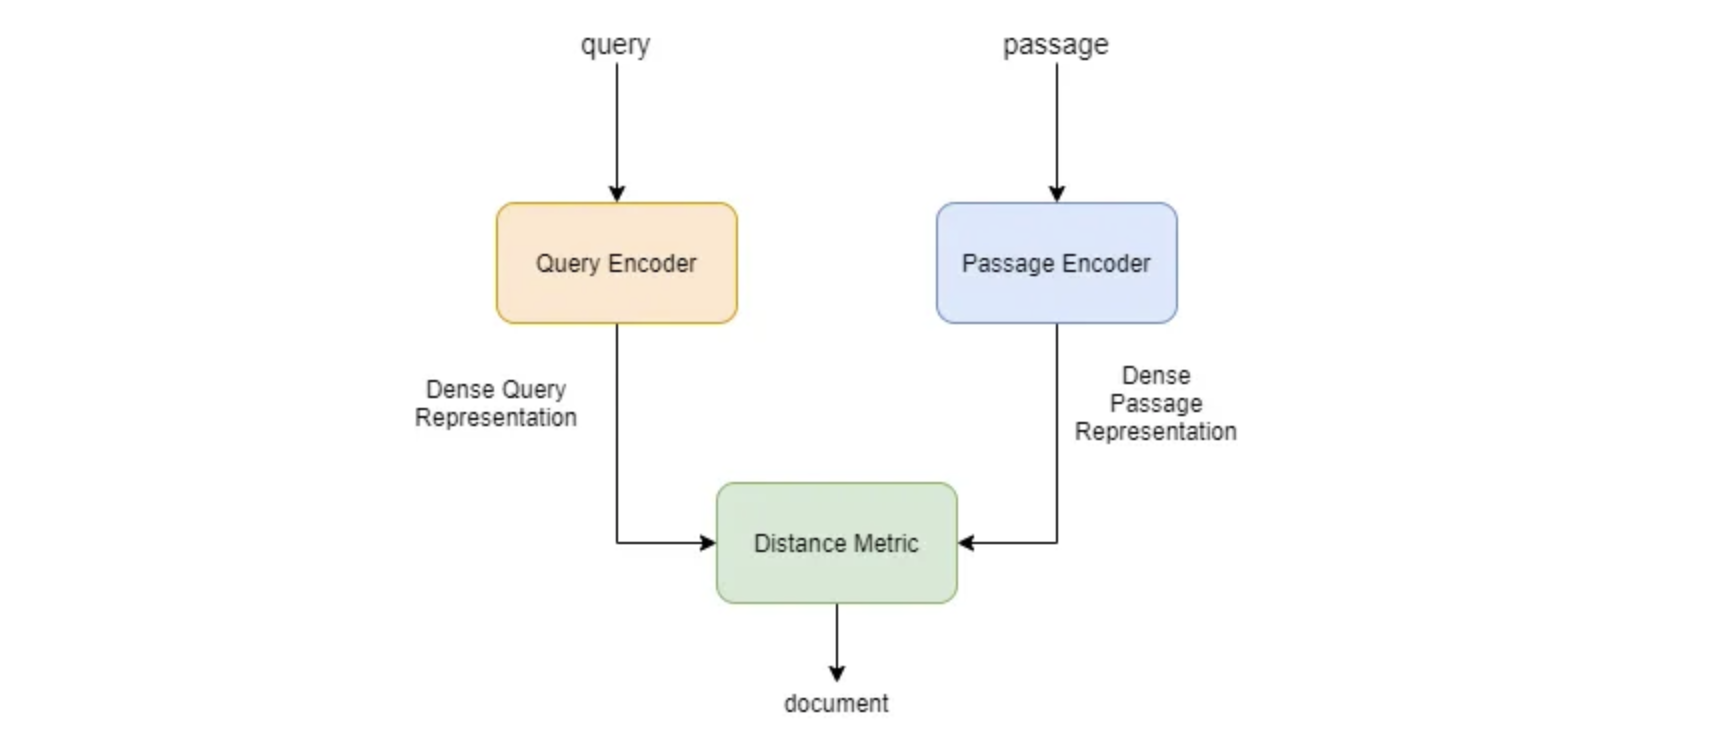 query
passage
Query Encoder
Passage Encoder
Dense Query
Representation
Dense
Passage
Representation
Distance Metric
document